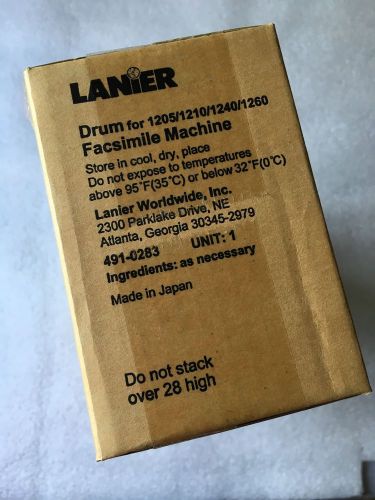 LANIER
Drum for 1205/1210/1240/1260
Facsimile Machine
Store in cool, dry, place
Do not expose to temperatures
above 95°F(35°C) or below 32°F(0°C)
Lanier Worldwide, Inc.
2300 Parklake Drive, NE
Atlanta, Georgia 30345-2979
491-0283 UNIT: 1
Ingredients: as necessary
Made in Japan
Do not stack
over 28 high